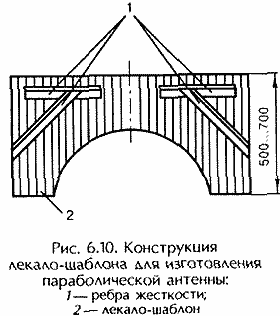 1
500...700
2
Рис. 6.10. Конструкция
лекало-шаблона для изготовления
параболической антенны:
1 — ребра жесткости;
2 — лекало-шаблон